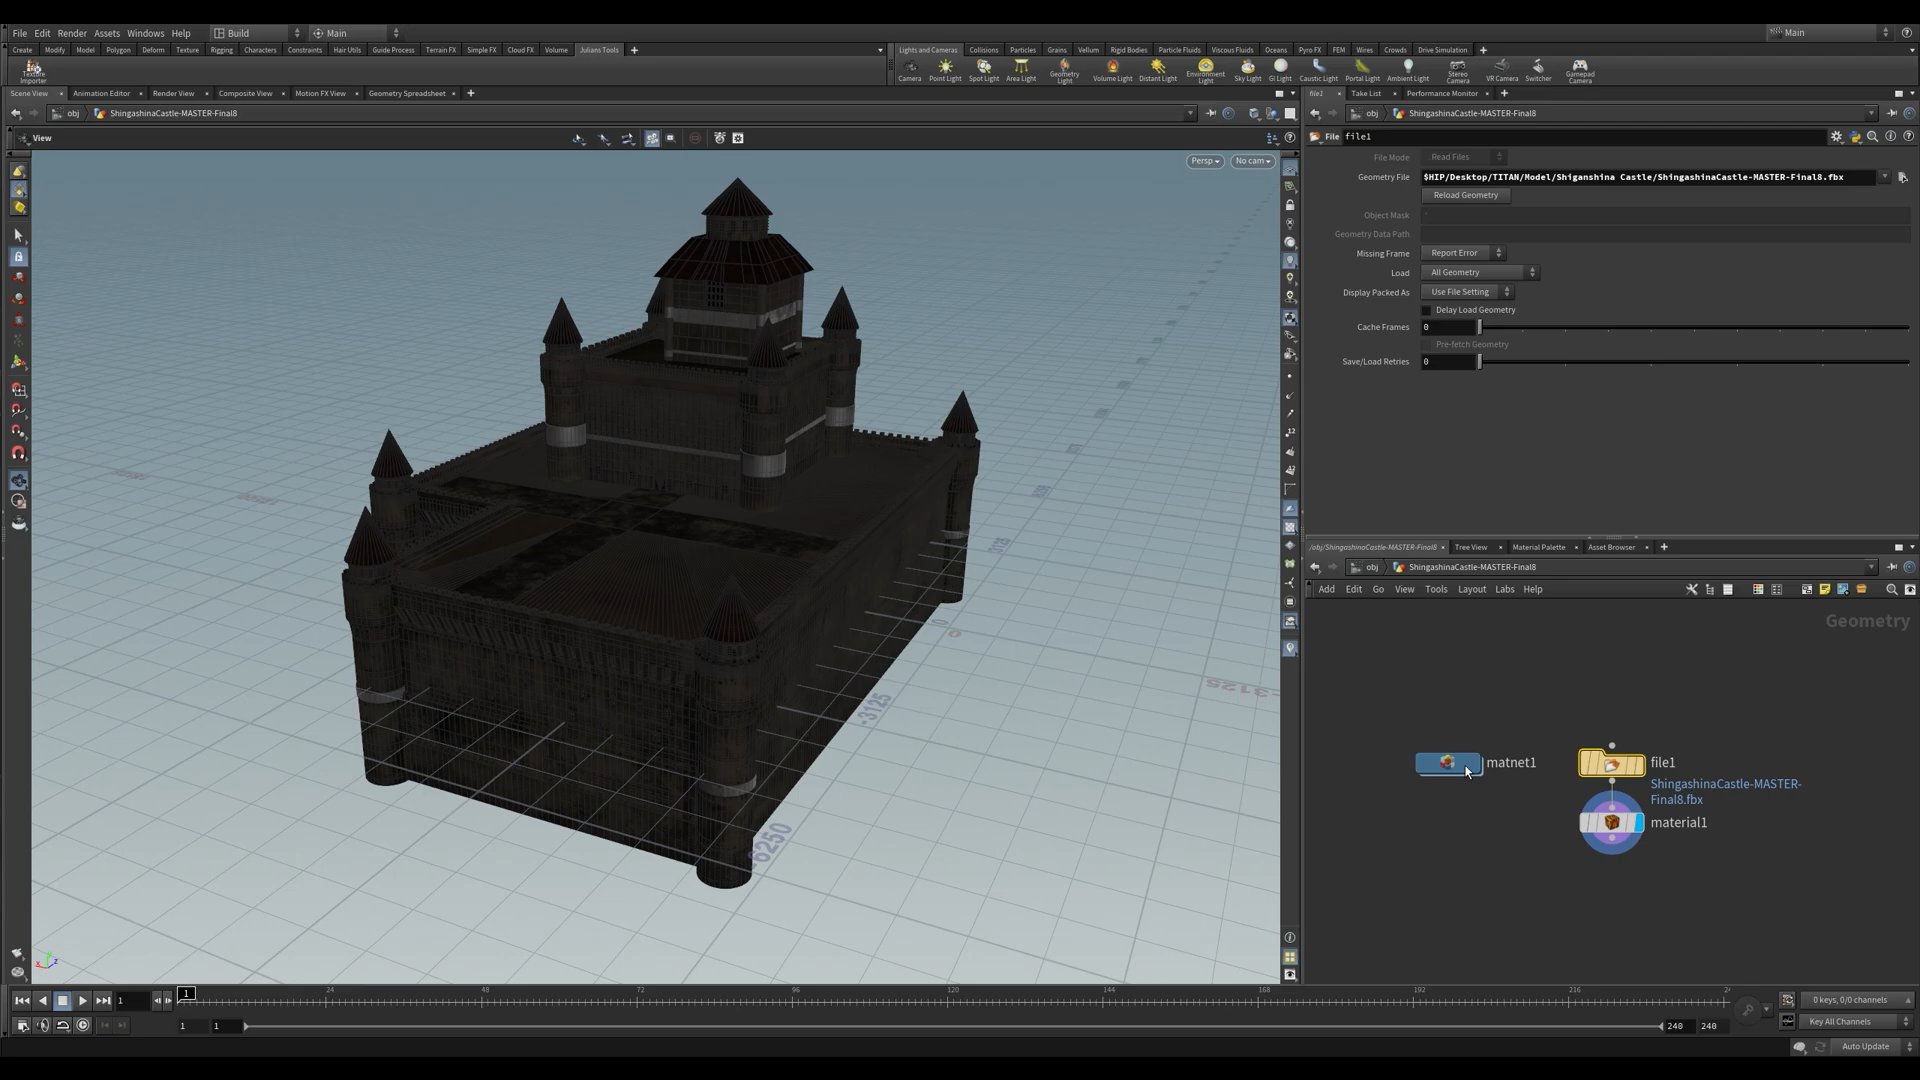 File Edit Render Assets Windows Help Build Main Main
Create Modify Model Polygon Deform Texture Rigging Characters Constraints Hair Utils Guide Process Terrain FX Simple FX Cloud FX Volume Julians Tools
Lights and Cameras Collisions Particles Grains Vellum Rigid Bodies Particle Fluids Viscous Fluids Oceans Pyro FX FEM Wires Crowds Drive Simulation
Texture
Importer
Camera Point Light Spot Light Area Light Geometry
Light Volume Light Distant Light Environment
Light Sky Light GI Light Caustic Light Portal Light Ambient Light Stereo
Camera VR Camera Switcher Gamepad
Camera
Scene View Animation Editor Render View Composite View Motion FX View Geometry Spreadsheet
obj ShingashinaCastle-MASTER-Final8
View
Persp No cam
-3125
-6250
0
0
-3125
file1 Take List Performance Monitor
obj ShingashinaCastle-MASTER-Final8
File file1
File Mode Read Files
Geometry File $HIP/Desktop/TITAN/Model/Shiganshina Castle/ShingashinaCastle-MASTER-Final8.fbx
Reload Geometry
Object Mask *
Geometry Data Path
Missing Frame Report Error
Load All Geometry
Display Packed As Use File Setting
Delay Load Geometry
Cache Frames 0
Pre-fetch Geometry
Save/Load Retries 0
/obj/ShingashinaCastle-MASTER-Final8 Tree View Material Palette Asset Browser
obj ShingashinaCastle-MASTER-Final8
Add Edit Go View Tools Layout Labs Help
Geometry
matnet1
file1
ShingashinaCastle-MASTER-
Final8.fbx
material1
1 1 24 48 72 96 120 144 168 192 216
0 keys, 0/0 channels
1 1 240 240
Key All Channels
Auto Update